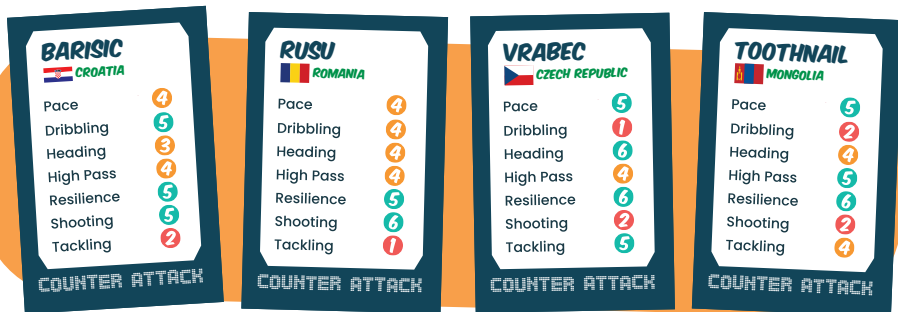 BARISIC
CROATIA
Pace 4
Dribbling 5
Heading 3
High Pass 4
Resilience 5
Shooting 5
Tackling 2
COUNTER ATTACK
RUSU
ROMANIA
Pace 4
Dribbling 4
Heading 4
High Pass 4
Resilience 5
Shooting 6
Tackling 1
COUNTER ATTACK
VRABEC
CZECH REPUBLIC
Pace 5
Dribbling 1
Heading 6
High Pass 4
Resilience 6
Shooting 2
Tackling 5
COUNTER ATTACK
TOOTHNAIL
MONGOLIA
Pace 5
Dribbling 2
Heading 4
High Pass 5
Resilience 6
Shooting 2
Tackling 4
COUNTER ATTACK